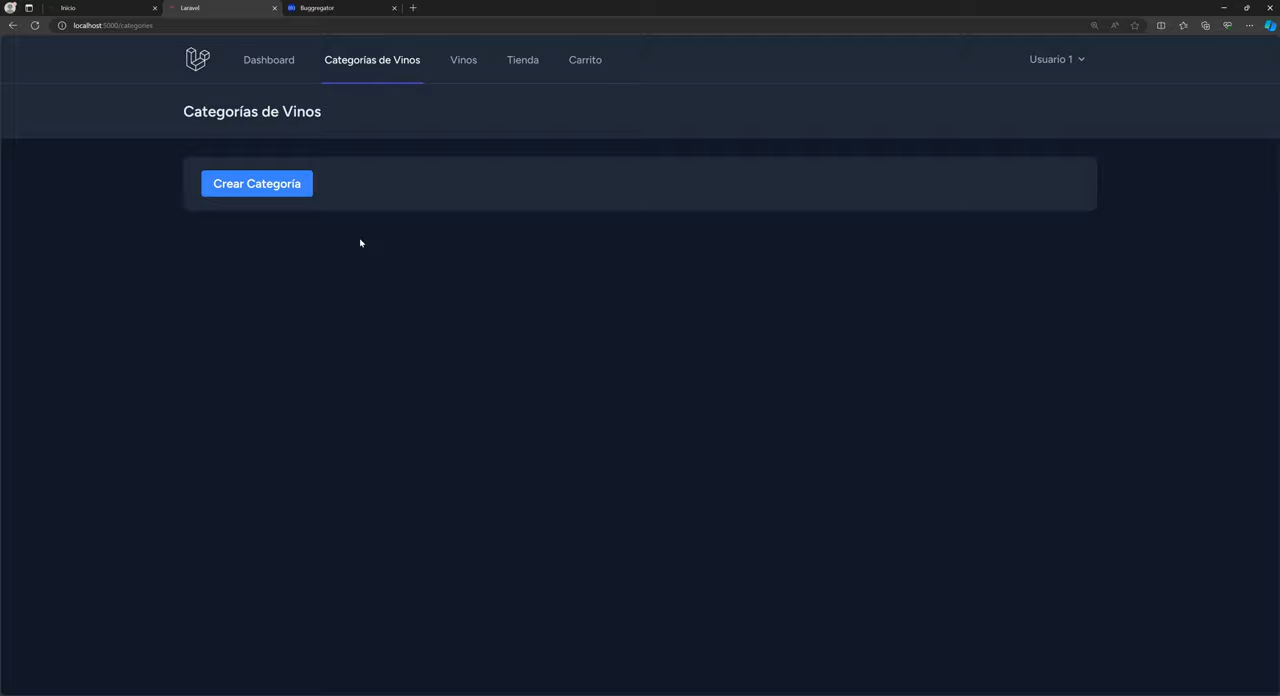 Inicio
Laravel
Buggregator
localhost:5000/categories
Dashboard
Categorías de Vinos
Vinos
Tienda
Carrito
Usuario 1
Categorías de Vinos
Crear Categoría